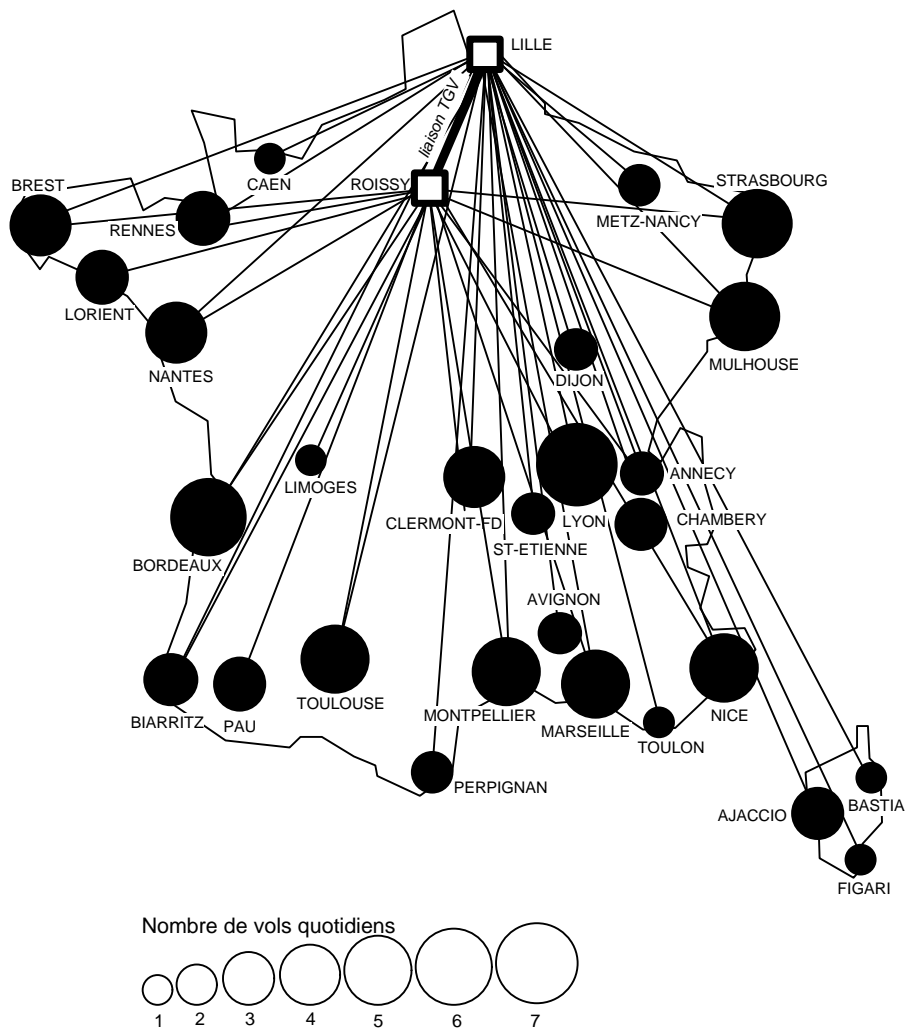 LILLE
liaison TGV
CAEN
ROISSY
BREST
STRASBOURG
METZ-NANCY
RENNES
LORIENT
NANTES
MULHOUSE
DIJON
LIMOGES
ANNECY
CLERMONT-FD
LYON
CHAMBERY
ST-ETIENNE
BORDEAUX
AVIGNON
TOULOUSE
BIARRITZ
PAU
MONTPELLIER
MARSEILLE
NICE
TOULON
PERPIGNAN
BASTIA
AJACCIO
FIGARI
Nombre de vols quotidiens
1 2 3 4 5 6 7